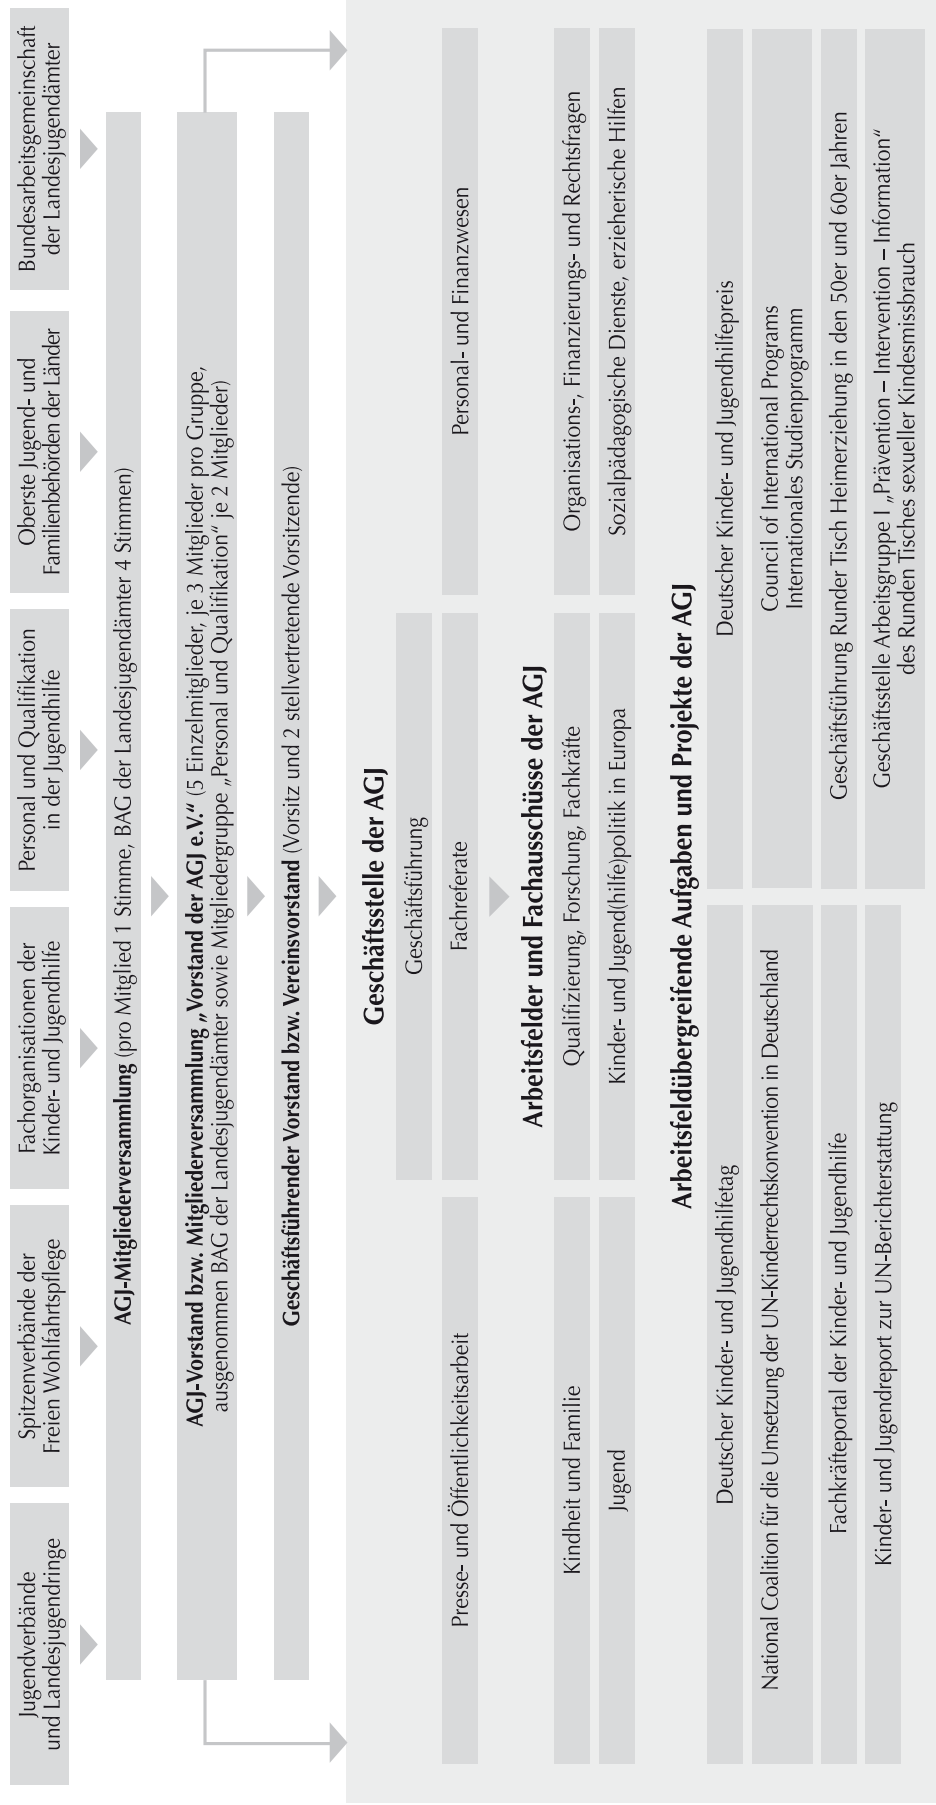 Jugendverbände
und Landesjugendringe
Spitzenverbände der
Freien Wohlfahrtspflege
Fachorganisationen der
Kinder- und Jugendhilfe
Personal und Qualifikation
in der Jugendhilfe
Oberste Jugend- und
Familienbehörden der Länder
Bundesarbeitsgemeinschaft
der Landesjugendämter
AGJ-Mitgliederversammlung (pro Mitglied 1 Stimme, BAG der Landesjugendämter 4 Stimmen)
AGJ-Vorstand bzw. Mitgliederversammlung „Vorstand der AGJ e.V.“ (5 Einzelmitglieder, je 3 Mitglieder pro Gruppe,
ausgenommen BAG der Landesjugendämter sowie Mitgliedergruppe „Personal und Qualifikation“ je 2 Mitglieder)
Geschäftsführender Vorstand bzw. Vereinsvorstand (Vorsitz und 2 stellvertretende Vorsitzende)
Geschäftsstelle der AGJ
Geschäftsführung
Presse- und Öffentlichkeitsarbeit
Fachreferate
Personal- und Finanzwesen
Arbeitsfelder und Fachausschüsse der AGJ
Kindheit und Familie
Qualifizierung, Forschung, Fachkräfte
Organisations-, Finanzierungs- und Rechtsfragen
Jugend
Kinder- und Jugend(hilfe)politik in Europa
Sozialpädagogische Dienste, erzieherische Hilfen
Arbeitsfeldübergreifende Aufgaben und Projekte der AGJ
Deutscher Kinder- und Jugendhilfetag
Deutscher Kinder- und Jugendhilfepreis
National Coalition für die Umsetzung der UN-Kinderrechtskonvention in Deutschland
Council of International Programs
Internationales Studienprogramm
Fachkräfteportal der Kinder- und Jugendhilfe
Geschäftsführung Runder Tisch Heimerziehung in den 50er und 60er Jahren
Kinder- und Jugendreport zur UN-Berichterstattung
Geschäftsstelle Arbeitsgruppe I „Prävention – Intervention – Information“
des Runden Tisches sexueller Kindesmissbrauch